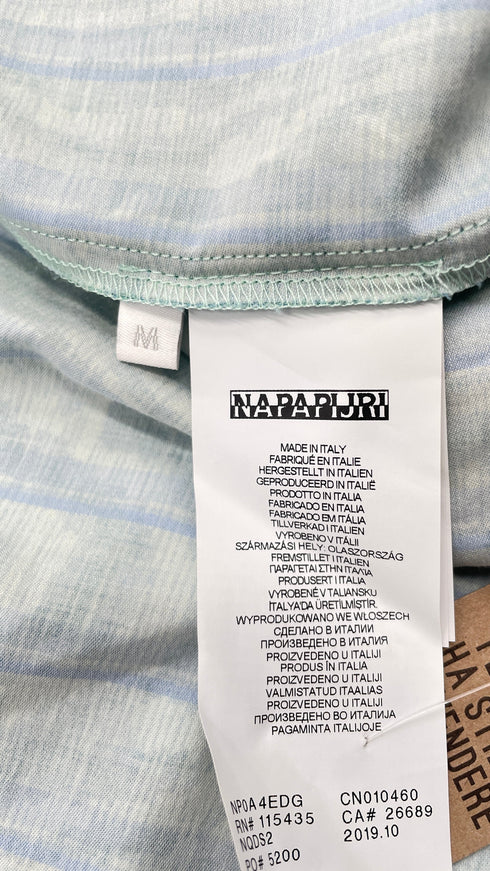 M
NAPAPIJRI
MADE IN ITALY
FABRIQUÉ EN ITALIE
HERGESTELLT IN ITALIEN
GEPRODUCEERD IN ITALIË
PRODOTTO IN ITALIA
FABRICADO EN ITALIA
FABRICADO EM ITÁLIA
TILLVERKAD I ITALIEN
VYROBENO V ITÁLII
SZÁRMAZÁSI HELY: OLASZORSZÁG
FREMSTILLET I ITALIEN
ΠΑΡΑΓΕΤΑΙ ΣΤΗΝ ΙΤΑΛΙΑ
PRODUSERT I ITALIA
VYROBENÉ V TALIANSKU
ITALYA'DA ÜRETİLMİŞTİR.
WYPRODUKOWANO WE WŁOSZECH
СДЕЛАНО В ИТАЛИИ
ПРОИЗВЕДЕНО В ИТАЛИЯ
PROIZVEDENO U ITALIJI
PRODUS ÎN ITALIA
PROIZVEDENO U ITALIJI
VALMISTATUD ITAALIAS
PROIZVEDENO U ITALIJI
ПРОИЗВЕДЕНО ВО ИТАЛИЈА
PAGAMINTA ITALIJOJE
NP0A4EDG CN010460
RN# 115435 CA# 26689
NQDS2 2019.10
PO# 5200
HA